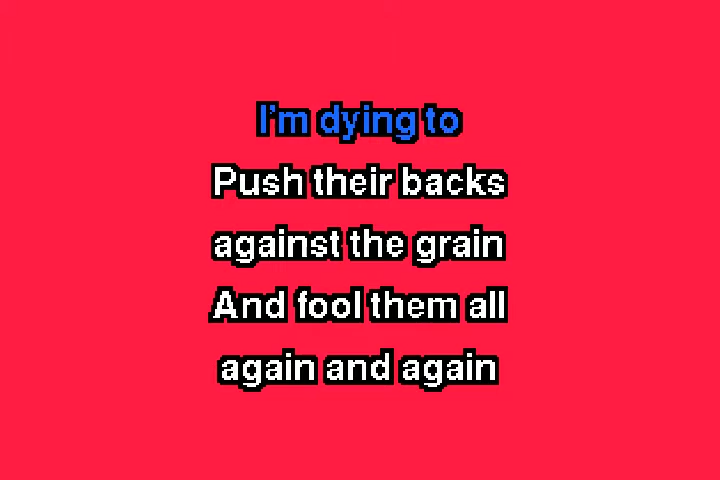 I'm dying to
Push their backs
against the grain
And fool them all
again and again